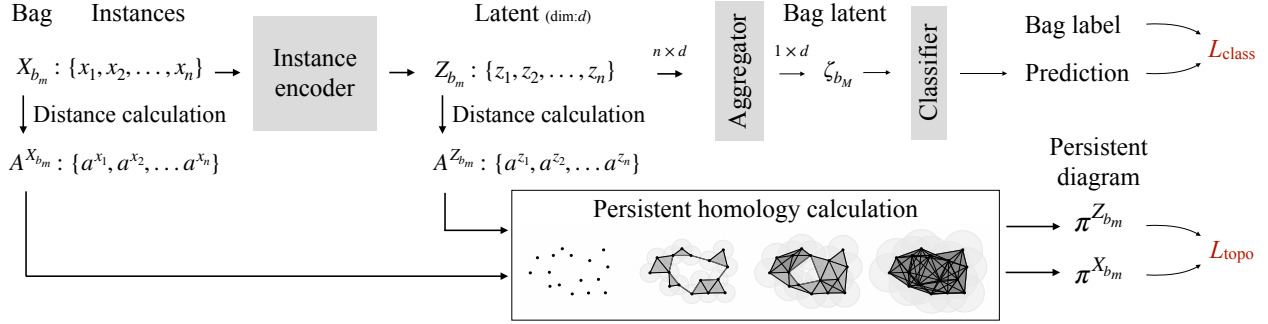 Bag Instances Latent (dim:d) Bag latent
X_{b_m} : {x_1, x_2, . . . , x_n}
Instance
encoder
Z_{b_m} : {z_1, z_2, . . . , z_n}
n × d
Aggregator
1 × d
ζ_{b_M}
Classifier
Bag label
Prediction
L_class
Distance calculation
Distance calculation
A^{X_{b_m}} : {a^{x_1}, a^{x_2}, . . . a^{x_n}}
A^{Z_{b_m}} : {a^{z_1}, a^{z_2}, . . . a^{z_n}}
Persistent
diagram
Persistent homology calculation
π^{Z_{b_m}}
π^{X_{b_m}}
L_topo